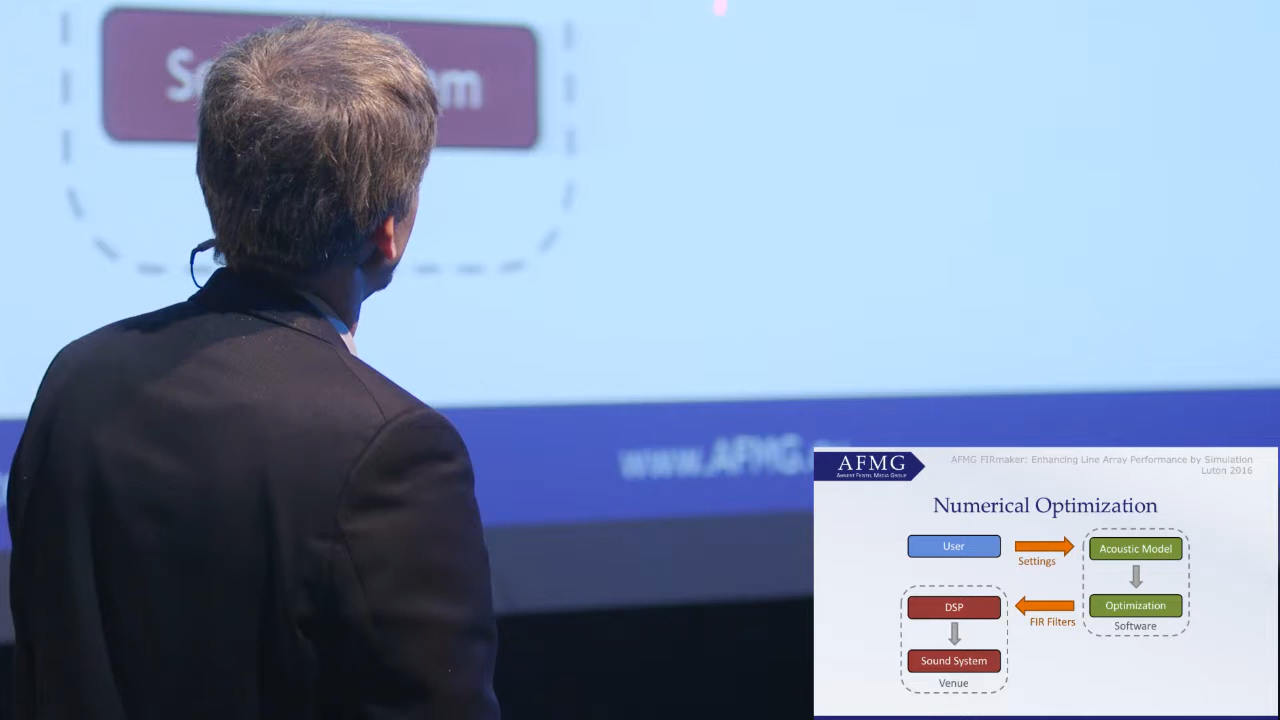 www.AFMG.
AFMG
AHNERT FEISTEL MEDIA GROUP
AFMG FIRmaker: Enhancing Line Array Performance by Simulation
Luton 2016
Numerical Optimization
User
Settings
Acoustic Model
DSP
FIR Filters
Optimization
Software
Sound System
Venue